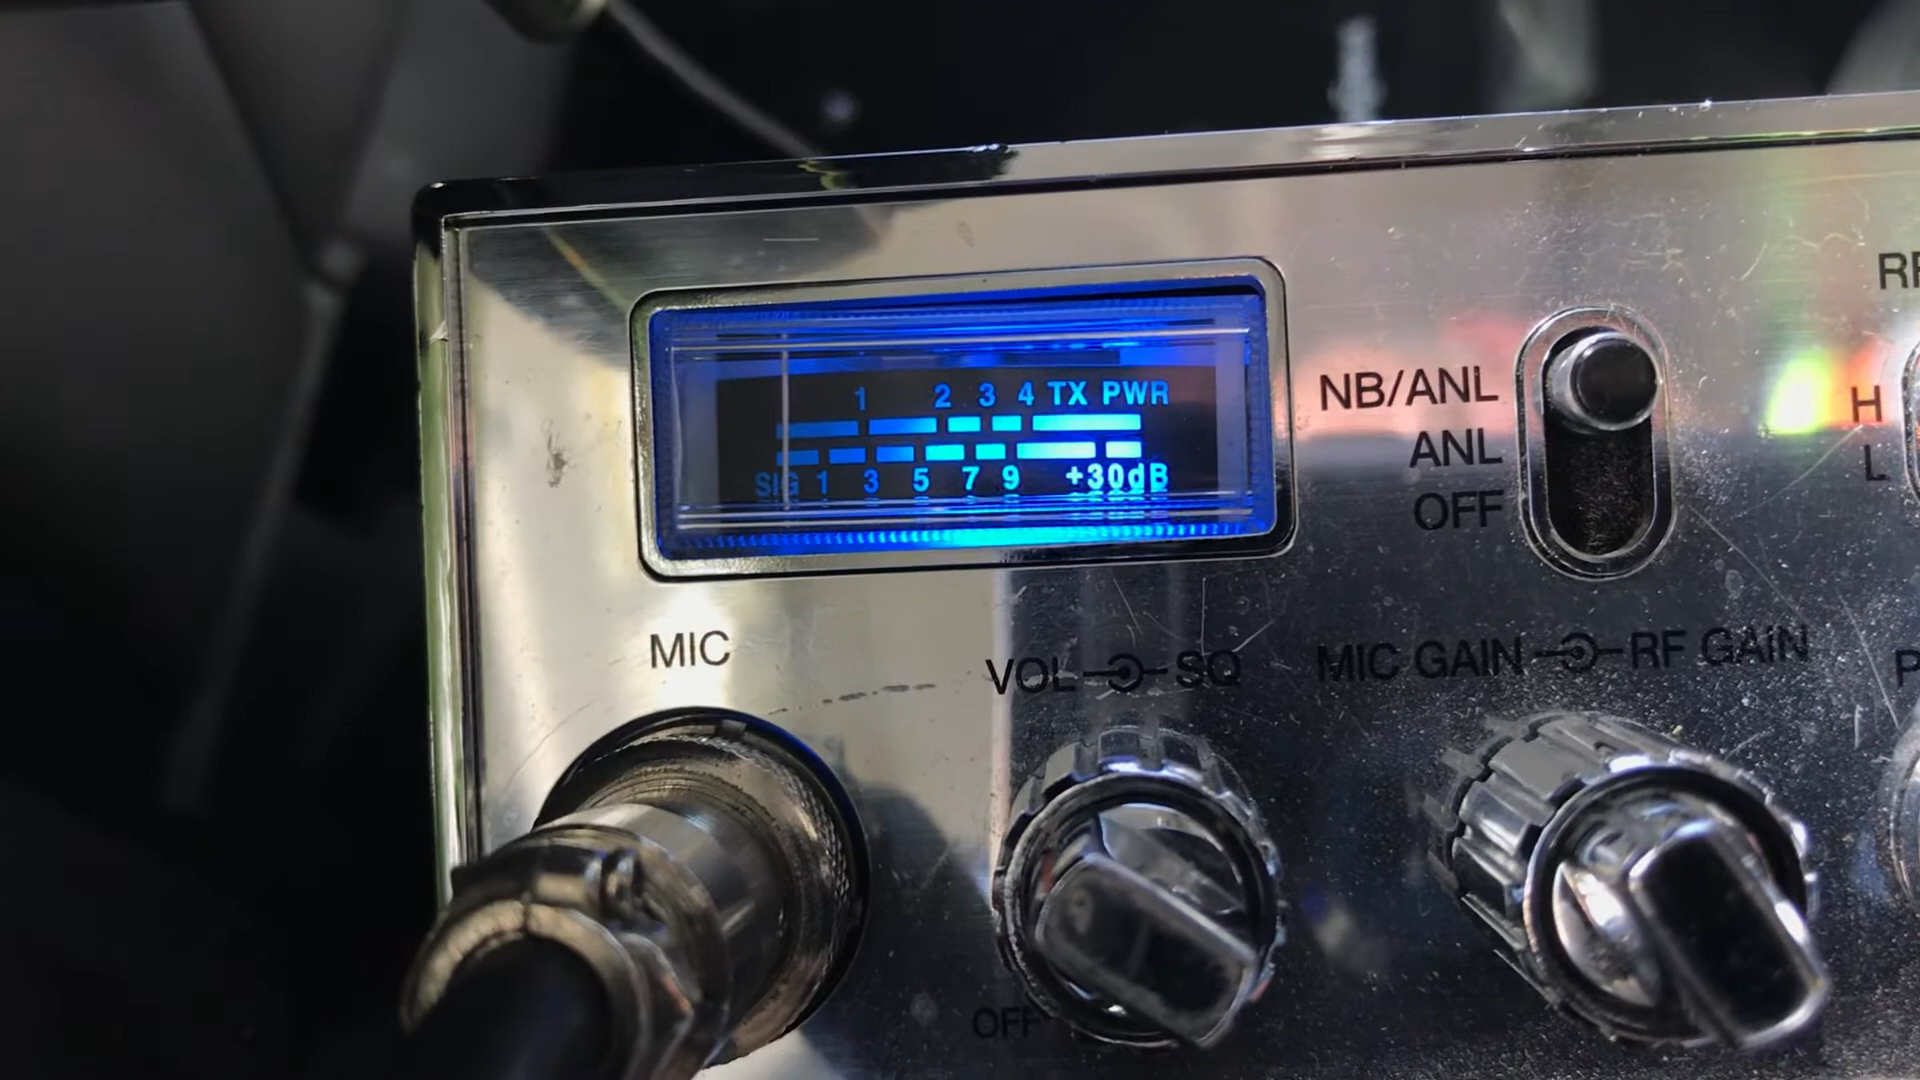 1 2 3 4 TX PWR
SIG 1 3 5 7 9 +30dB
NB/ANL
ANL
OFF
H
L
MIC
VOL SQ
MIC GAIN RF GAIN
OFF